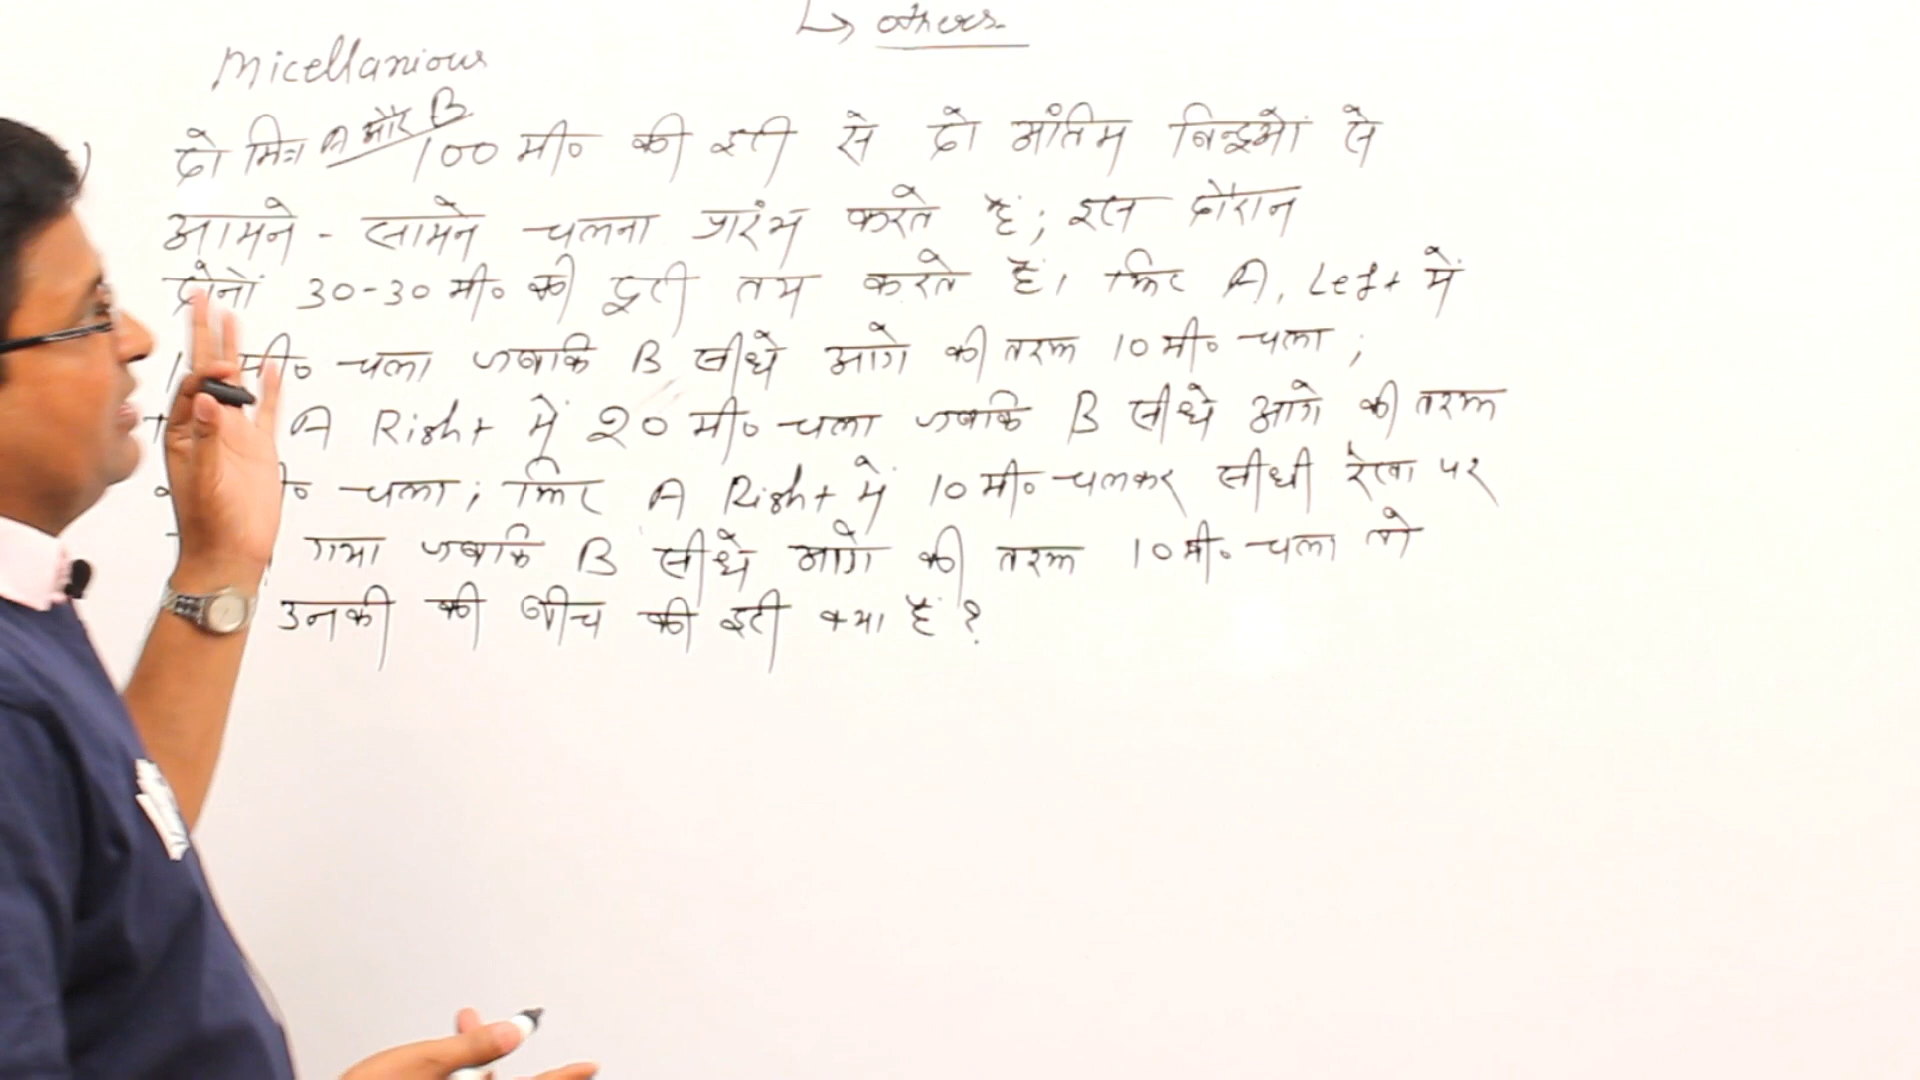 ↳ others
Micellanious
) दो मित्र A और B 100 मी० की दूरी से दो अंतिम बिन्दुओं से
आमने - सामने चलना प्रारंभ करते हैं; इस दौरान
दोनों 30-30 मी० की दूरी तय करते हैं। फिर A, Left में
मी० चला जबकि B सीधे आगे की तरफ 10 मी० चला ;
A Right में 20 मी० चला जबकि B सीधे आगे की तरफ
चला ; फिर A Right में 10 मी० चलकर सीधी रेखा पर
गया जबकि B सीधे आगे की तरफ 10 मी० चला तो
उनकी की बीच की दूरी क्या है ?